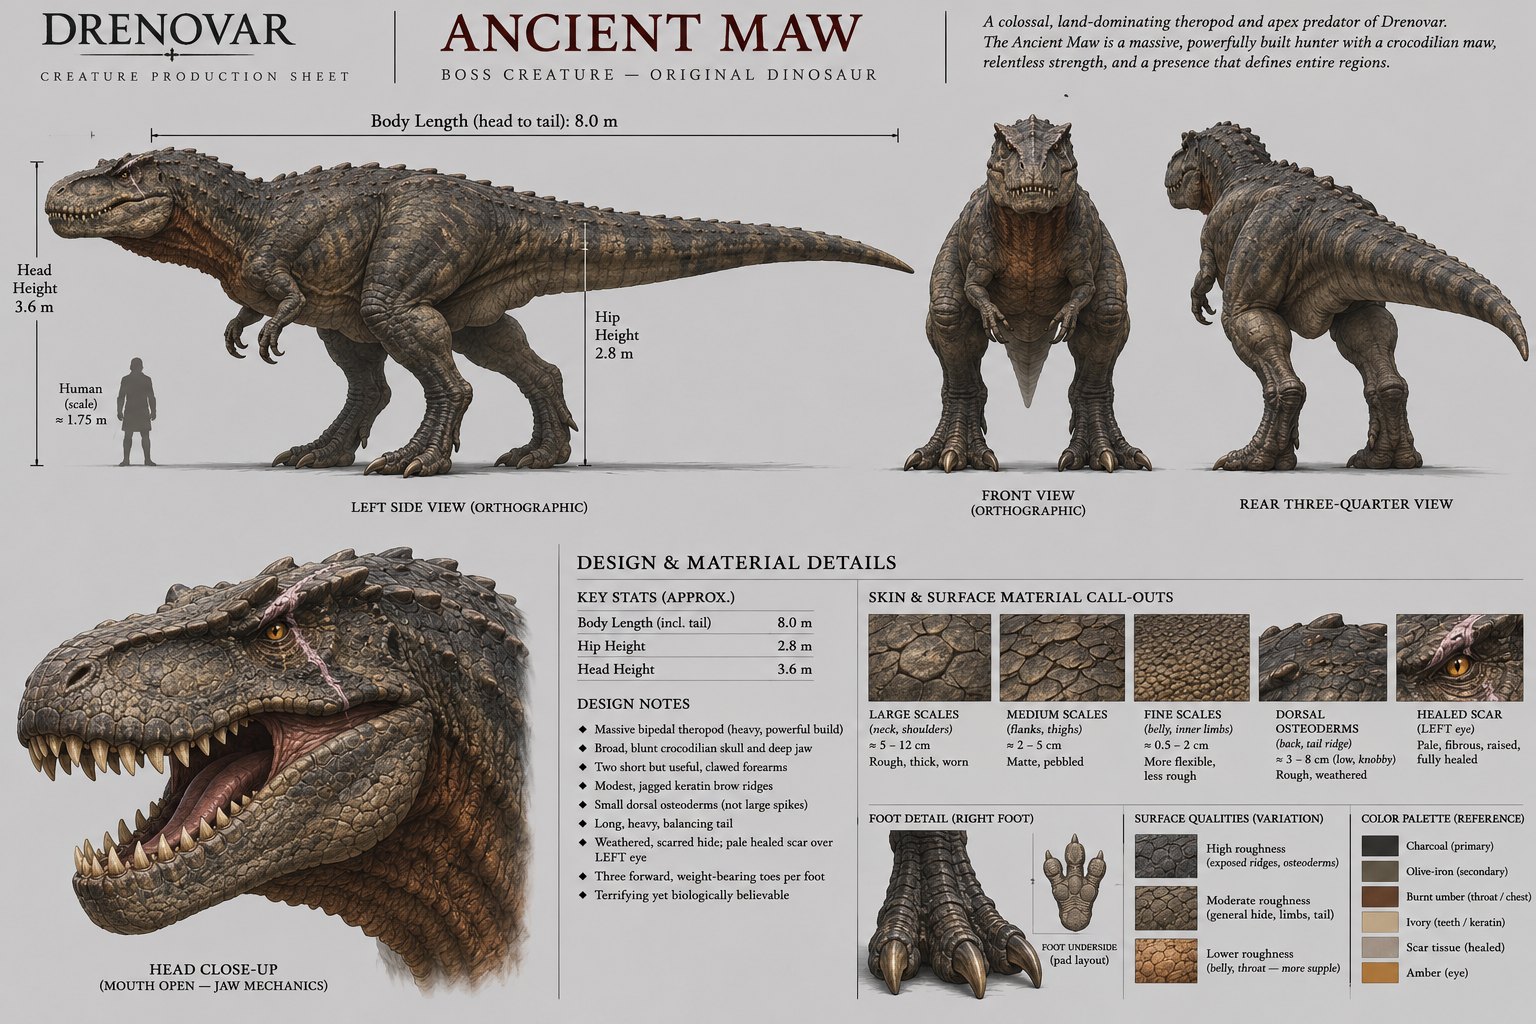 DRENOVAR
CREATURE PRODUCTION SHEET
ANCIENT MAW
BOSS CREATURE — ORIGINAL DINOSAUR
A colossal, land-dominating theropod and apex predator of Drenovar.
The Ancient Maw is a massive, powerfully built hunter with a crocodilian maw,
relentless strength, and a presence that defines entire regions.
Body Length (head to tail): 8.0 m
Head
Height
3.6 m
Human
(scale)
≈ 1.75 m
Hip
Height
2.8 m
LEFT SIDE VIEW (ORTHOGRAPHIC)
FRONT VIEW
(ORTHOGRAPHIC)
REAR THREE-QUARTER VIEW
HEAD CLOSE-UP
(MOUTH OPEN — JAW MECHANICS)
DESIGN & MATERIAL DETAILS
KEY STATS (APPROX.)
Body Length (incl. tail) 8.0 m
Hip Height 2.8 m
Head Height 3.6 m
DESIGN NOTES
◆ Massive bipedal theropod (heavy, powerful build)
◆ Broad, blunt crocodilian skull and deep jaw
◆ Two short but useful, clawed forearms
◆ Modest, jagged keratin brow ridges
◆ Small dorsal osteoderms (not large spikes)
◆ Long, heavy, balancing tail
◆ Weathered, scarred hide; pale healed scar over
LEFT eye
◆ Three forward, weight-bearing toes per foot
◆ Terrifying yet biologically believable
SKIN & SURFACE MATERIAL CALL-OUTS
LARGE SCALES
(neck, shoulders)
≈ 5 – 12 cm
Rough, thick, worn
MEDIUM SCALES
(flanks, thighs)
≈ 2 – 5 cm
Matte, pebbled
FINE SCALES
(belly, inner limbs)
≈ 0.5 – 2 cm
More flexible,
less rough
DORSAL
OSTEODERMS
(back, tail ridge)
≈ 3 – 8 cm (low, knobby)
Rough, weathered
HEALED SCAR
(LEFT eye)
Pale, fibrous, raised,
fully healed
FOOT DETAIL (RIGHT FOOT)
FOOT UNDERSIDE
(pad layout)
SURFACE QUALITIES (VARIATION)
High roughness
(exposed ridges, osteoderms)
Moderate roughness
(general hide, limbs, tail)
Lower roughness
(belly, throat — more supple)
COLOR PALETTE (REFERENCE)
Charcoal (primary)
Olive-iron (secondary)
Burnt umber (throat / chest)
Ivory (teeth / keratin)
Scar tissue (healed)
Amber (eye)